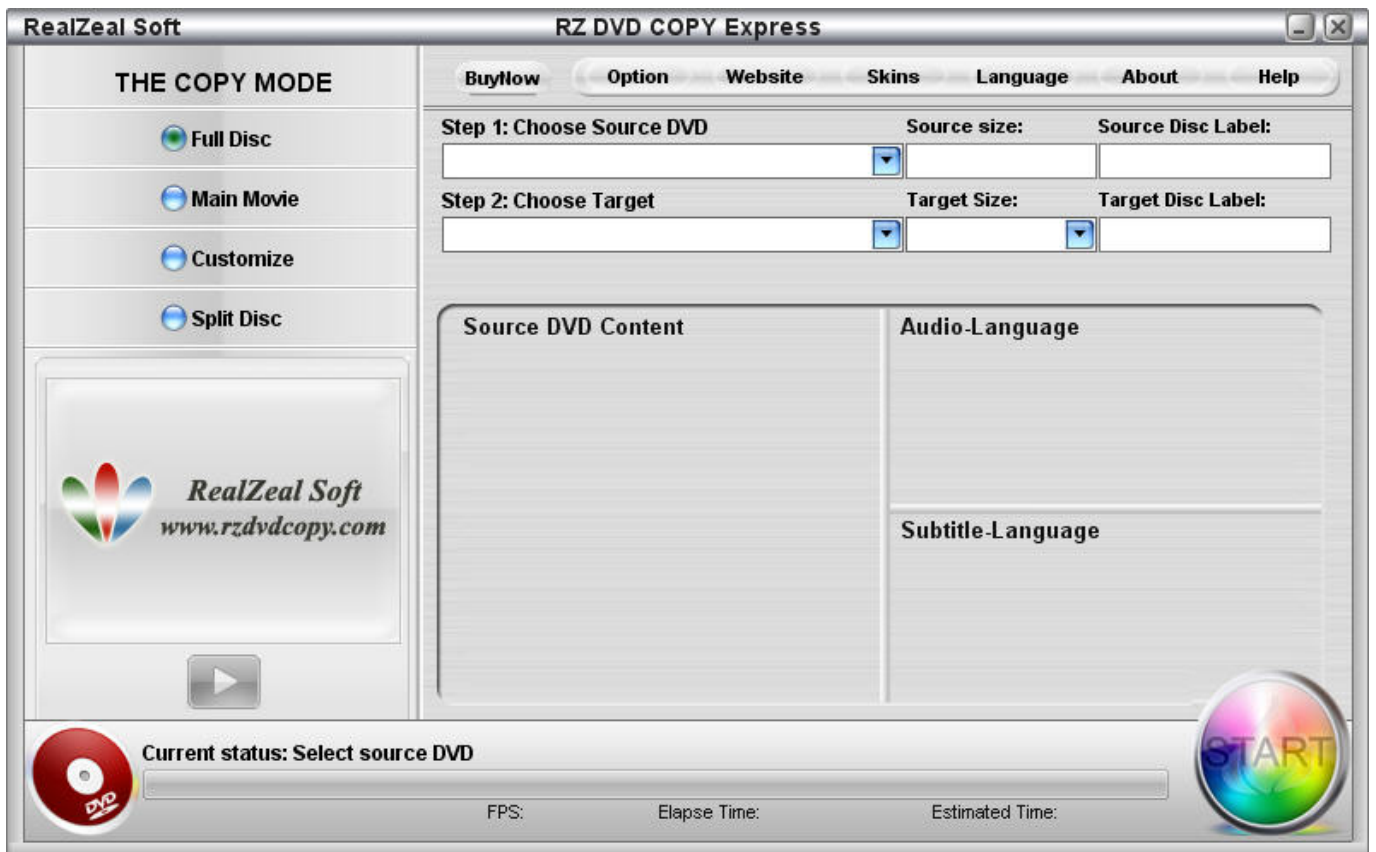 RealZeal Soft
RZ DVD COPY Express
THE COPY MODE
Full Disc
Main Movie
Customize
Split Disc
RealZeal Soft
www.rzdvdcopy.com
BuyNow Option Website Skins Language About Help
Step 1: Choose Source DVD Source size: Source Disc Label:
Step 2: Choose Target Target Size: Target Disc Label:
Source DVD Content
Audio-Language
Subtitle-Language
DVD
Current status: Select source DVD
FPS: Elapse Time: Estimated Time:
START